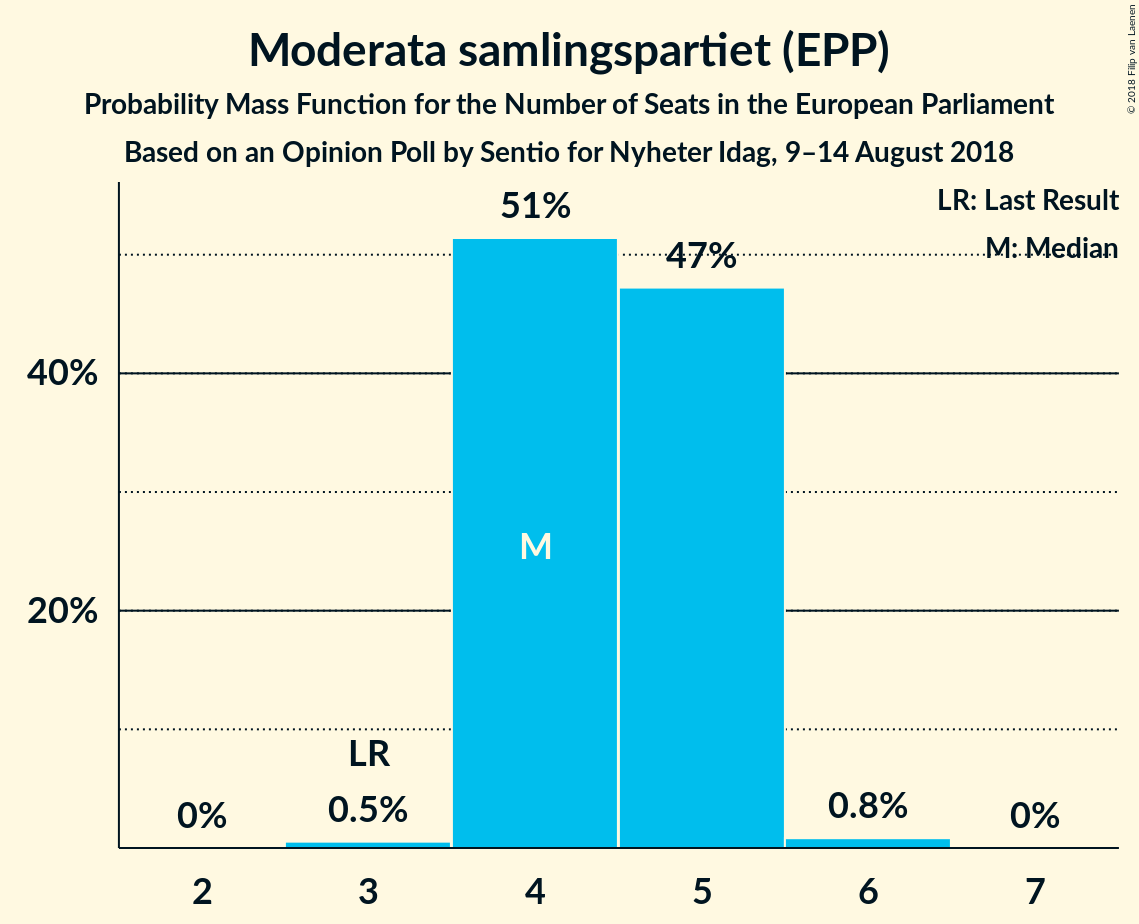 Moderata samlingspartiet (EPP)
Probability Mass Function for the Number of Seats in the European Parliament
Based on an Opinion Poll by Sentio for Nyheter Idag, 9–14 August 2018
© 2018 Filip van Laenen
LR: Last Result
M: Median
51%
47%
40%
M
20%
LR
0%
0.5%
0.8%
0%
2 3 4 5 6 7